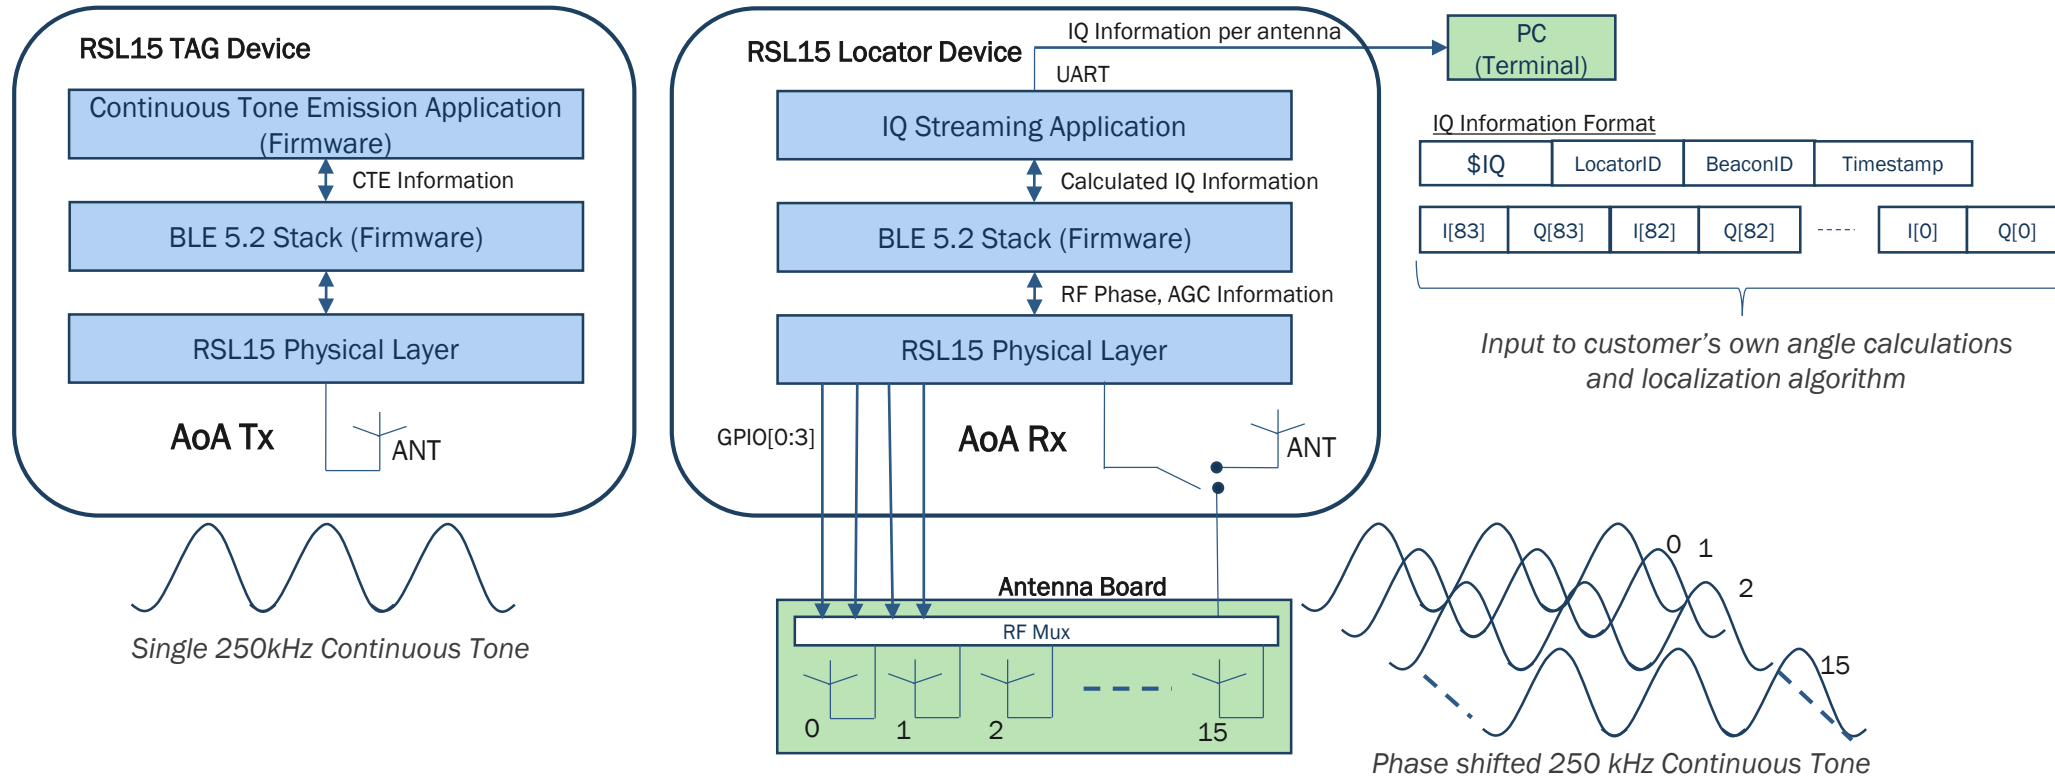 RSL15 TAG Device
Continuous Tone Emission Application
(Firmware)
CTE Information
BLE 5.2 Stack (Firmware)
RSL15 Physical Layer
AoA Tx
ANT
Single 250kHz Continuous Tone
RSL15 Locator Device
IQ Information per antenna
UART
IQ Streaming Application
Calculated IQ Information
BLE 5.2 Stack (Firmware)
RF Phase, AGC Information
RSL15 Physical Layer
GPIO[0:3]
AoA Rx
ANT
Antenna Board
RF Mux
0
1
2
15
PC
(Terminal)
IQ Information Format
$IQ LocatorID BeaconID Timestamp
I[83] Q[83] I[82] Q[82] I[0] Q[0]
Input to customer's own angle calculations
and localization algorithm
0
1
2
15
Phase shifted 250 kHz Continuous Tone